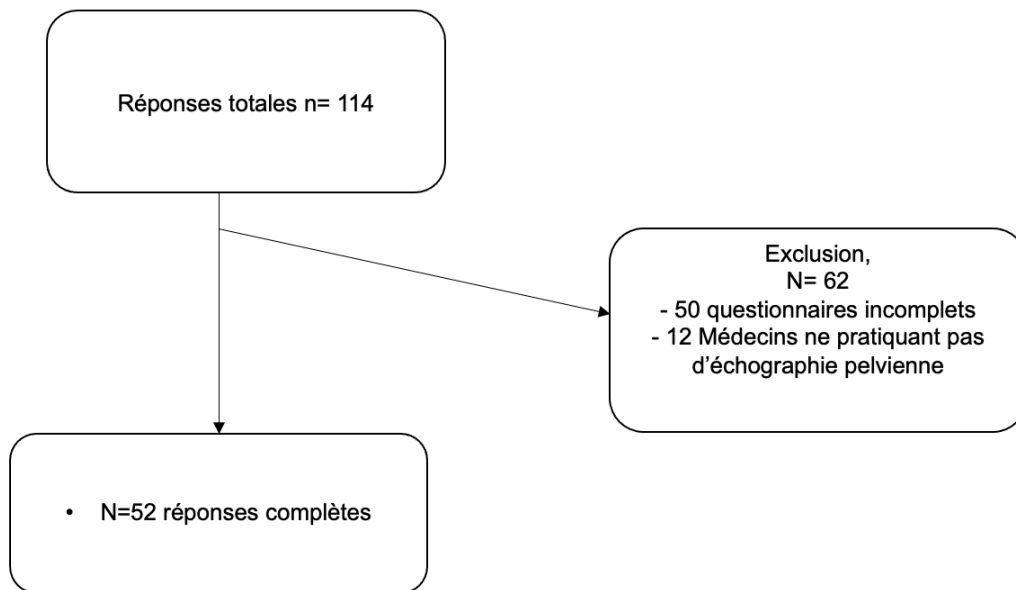 Réponses totales n= 114
Exclusion,
N= 62
- 50 questionnaires incomplets
- 12 Médecins ne pratiquant pas
d’échographie pelvienne
• N=52 réponses complètes